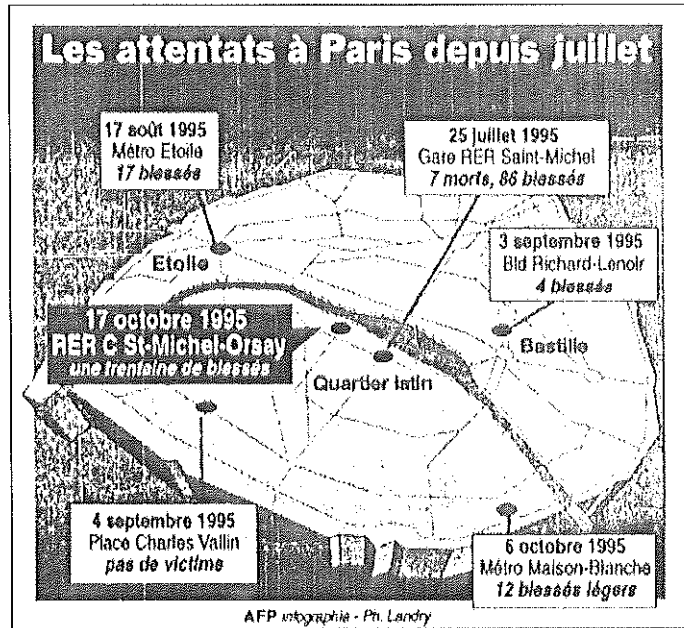 Les attentats à Paris depuis juillet
17 août 1995
Métro Etoile
17 blessés
25 juillet 1995
Gare RER Saint-Michel
7 morts, 86 blessés
3 septembre 1995
Bld Richard-Lenoir
4 blessés
Etoile
17 octobre 1995
RER C St-Michel-Orsay
une trentaine de blessés
Bastille
Quartier latin
4 septembre 1995
Place Charles Vallin
pas de victime
6 octobre 1995
Métro Maison-Blanche
12 blessés légers
AFP infographie - Ph. Landry